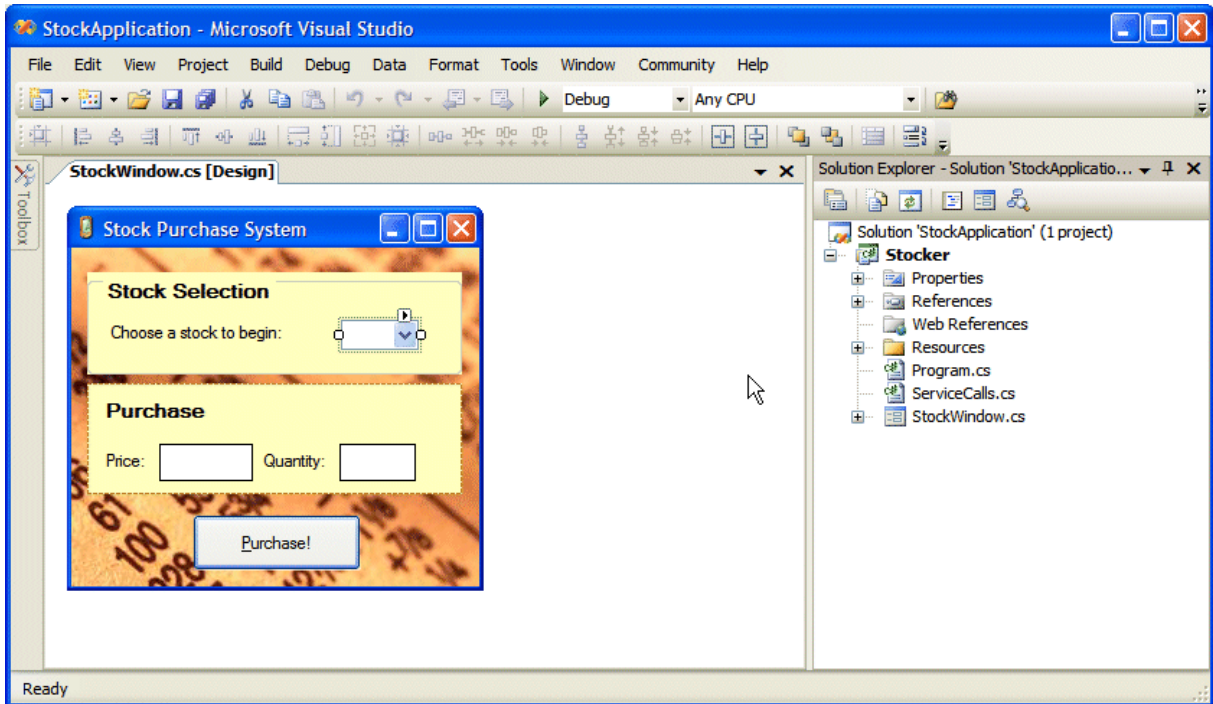 StockApplication - Microsoft Visual Studio
File Edit View Project Build Debug Data Format Tools Window Community Help
Debug Any CPU
Toolbox
StockWindow.cs [Design]
Stock Purchase System
Stock Selection
Choose a stock to begin:
Purchase
Price: Quantity:
61
100
928
Purchase!
Solution Explorer - Solution 'StockApplicatio...
Solution 'StockApplication' (1 project)
Stocker
Properties
References
Web References
Resources
Program.cs
ServiceCalls.cs
StockWindow.cs
Ready